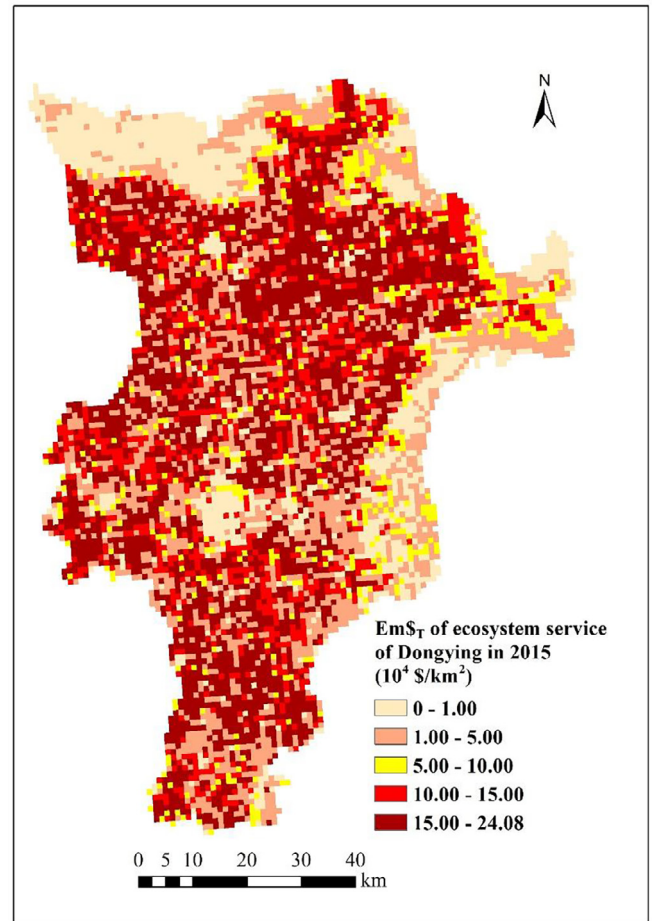 N
Em$T of ecosystem service
of Dongying in 2015
(10⁴ $/km²)
0 - 1.00
1.00 - 5.00
5.00 - 10.00
10.00 - 15.00
15.00 - 24.08
0 5 10 20 30 40
km